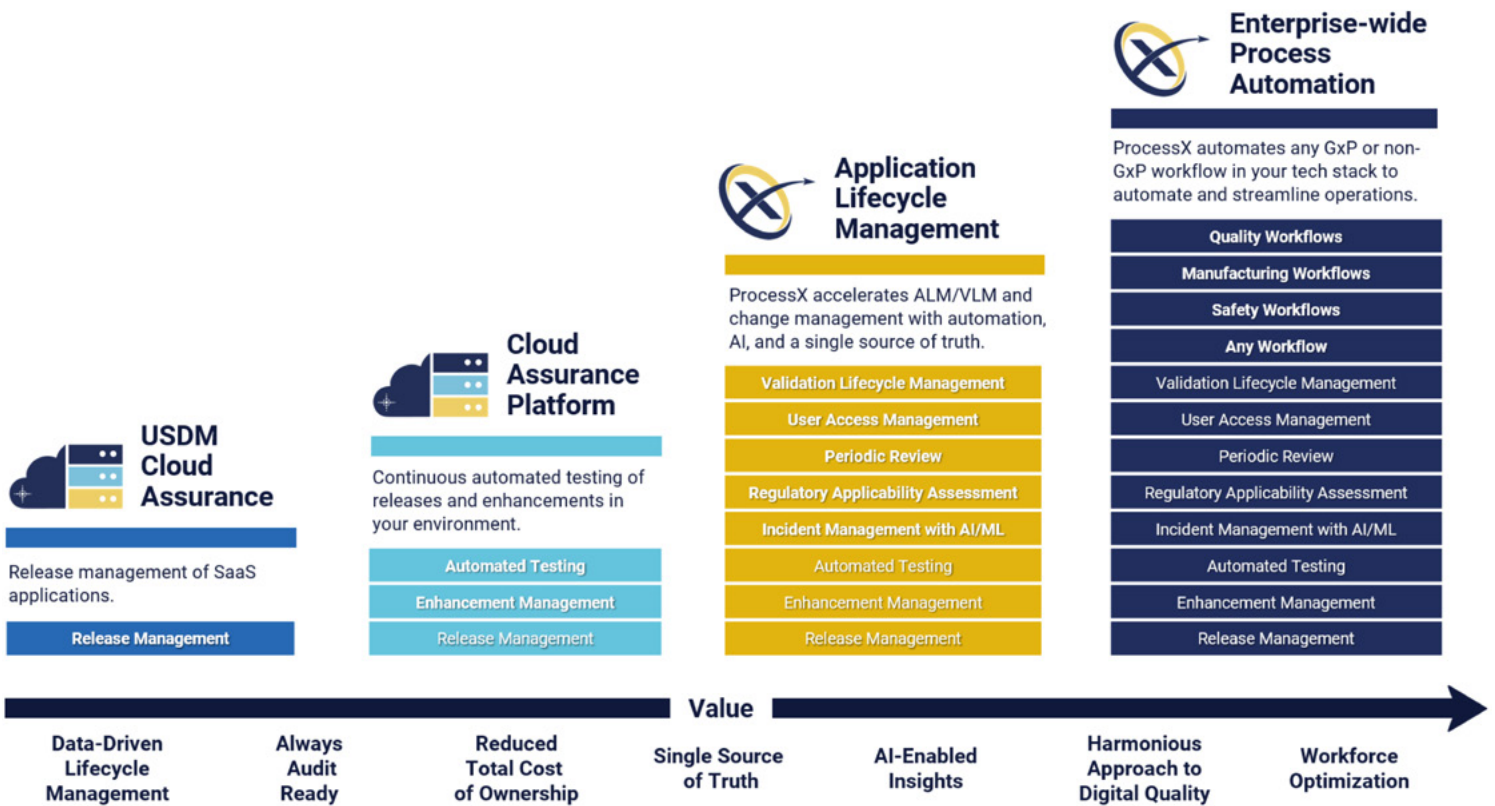 USDM
Cloud
Assurance
Release management of SaaS
applications.
Release Management
Cloud
Assurance
Platform
Continuous automated testing of
releases and enhancements in
your environment.
Automated Testing
Enhancement Management
Release Management
Application
Lifecycle
Management
ProcessX accelerates ALM/VLM and
change management with automation,
AI, and a single source of truth.
Validation Lifecycle Management
User Access Management
Periodic Review
Regulatory Applicability Assessment
Incident Management with AI/ML
Automated Testing
Enhancement Management
Release Management
Enterprise-wide
Process
Automation
ProcessX automates any GxP or non-
GxP workflow in your tech stack to
automate and streamline operations.
Quality Workflows
Manufacturing Workflows
Safety Workflows
Any Workflow
Validation Lifecycle Management
User Access Management
Periodic Review
Regulatory Applicability Assessment
Incident Management with AI/ML
Automated Testing
Enhancement Management
Release Management
Value
Data-Driven
Lifecycle
Management
Always
Audit
Ready
Reduced
Total Cost
of Ownership
Single Source
of Truth
AI-Enabled
Insights
Harmonious
Approach to
Digital Quality
Workforce
Optimization